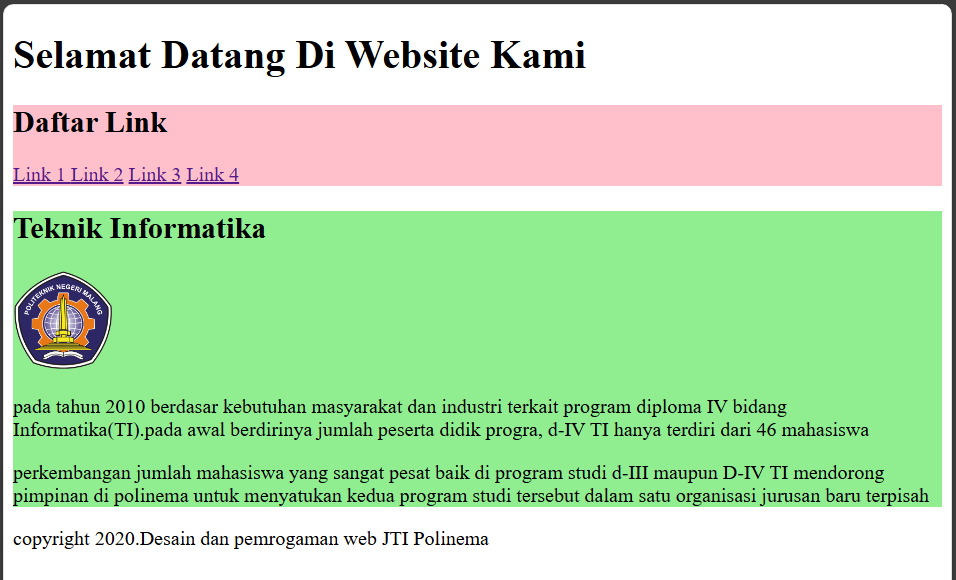 Selamat Datang Di Website Kami
Daftar Link
Link 1 Link 2 Link 3 Link 4
Teknik Informatika
POLITEKNIK NEGERI MALANG
pada tahun 2010 berdasar kebutuhan masyarakat dan industri terkait program diploma IV bidang
Informatika(TI).pada awal berdirinya jumlah peserta didik progra, d-IV TI hanya terdiri dari 46 mahasiswa
perkembangan jumlah mahasiswa yang sangat pesat baik di program studi d-III maupun D-IV TI mendorong
pimpinan di polinema untuk menyatukan kedua program studi tersebut dalam satu organisasi jurusan baru terpisah
copyright 2020.Desain dan pemrogaman web JTI Polinema